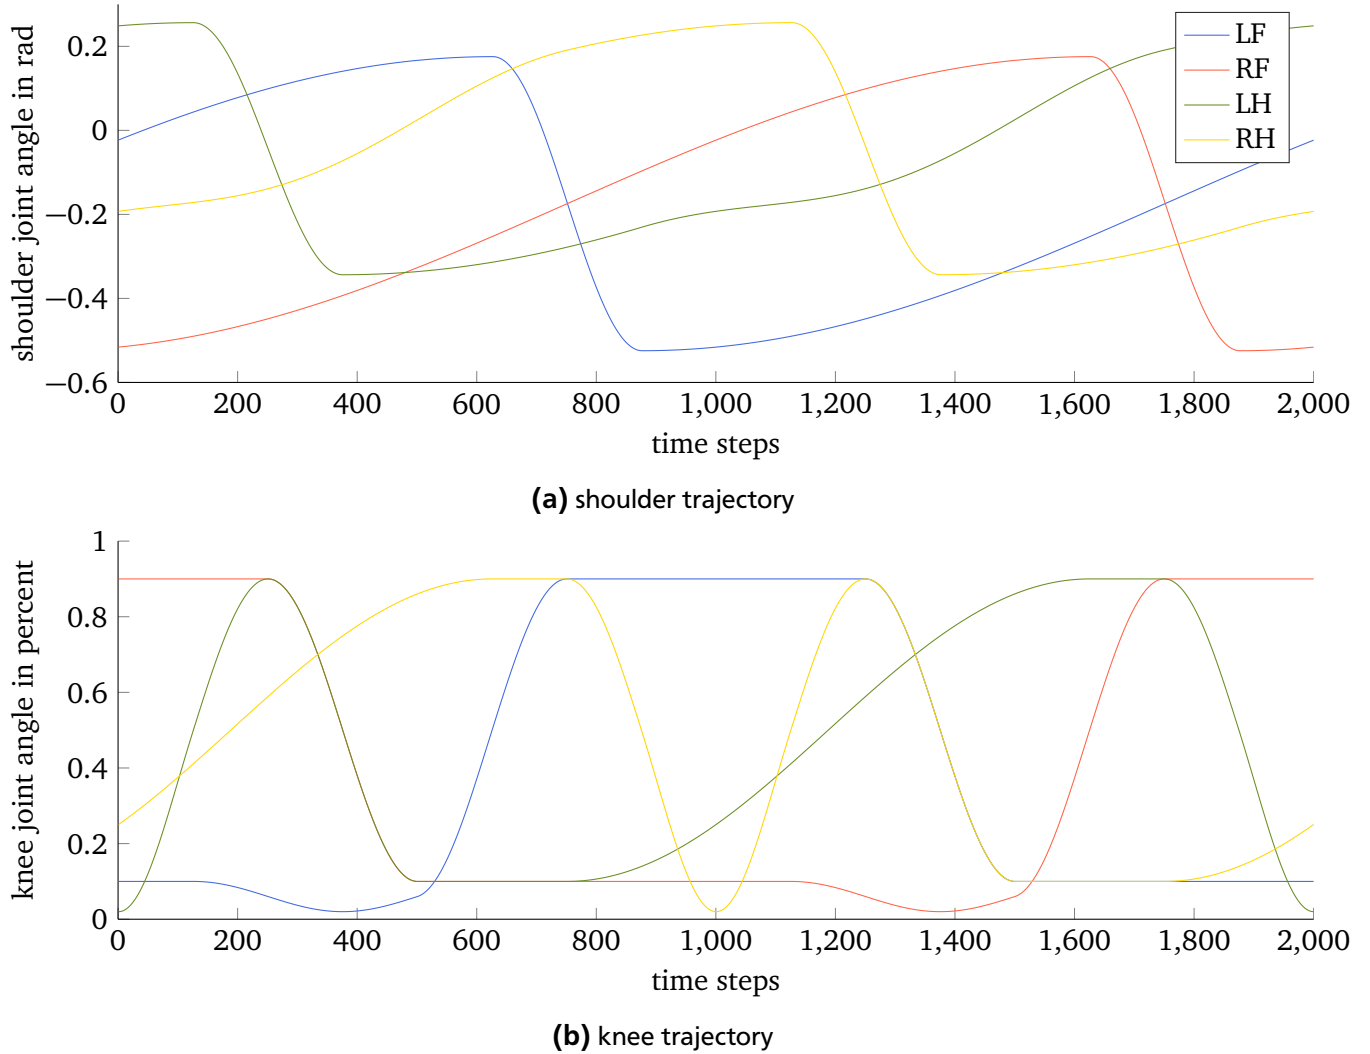 shoulder joint angle in rad
0.2
0
−0.2
−0.4
−0.6
LF
RF
LH
RH
0 200 400 600 800 1,000 1,200 1,400 1,600 1,800 2,000
time steps
(a) shoulder trajectory
knee joint angle in percent
1
0.8
0.6
0.4
0.2
0
0 200 400 600 800 1,000 1,200 1,400 1,600 1,800 2,000
time steps
(b) knee trajectory